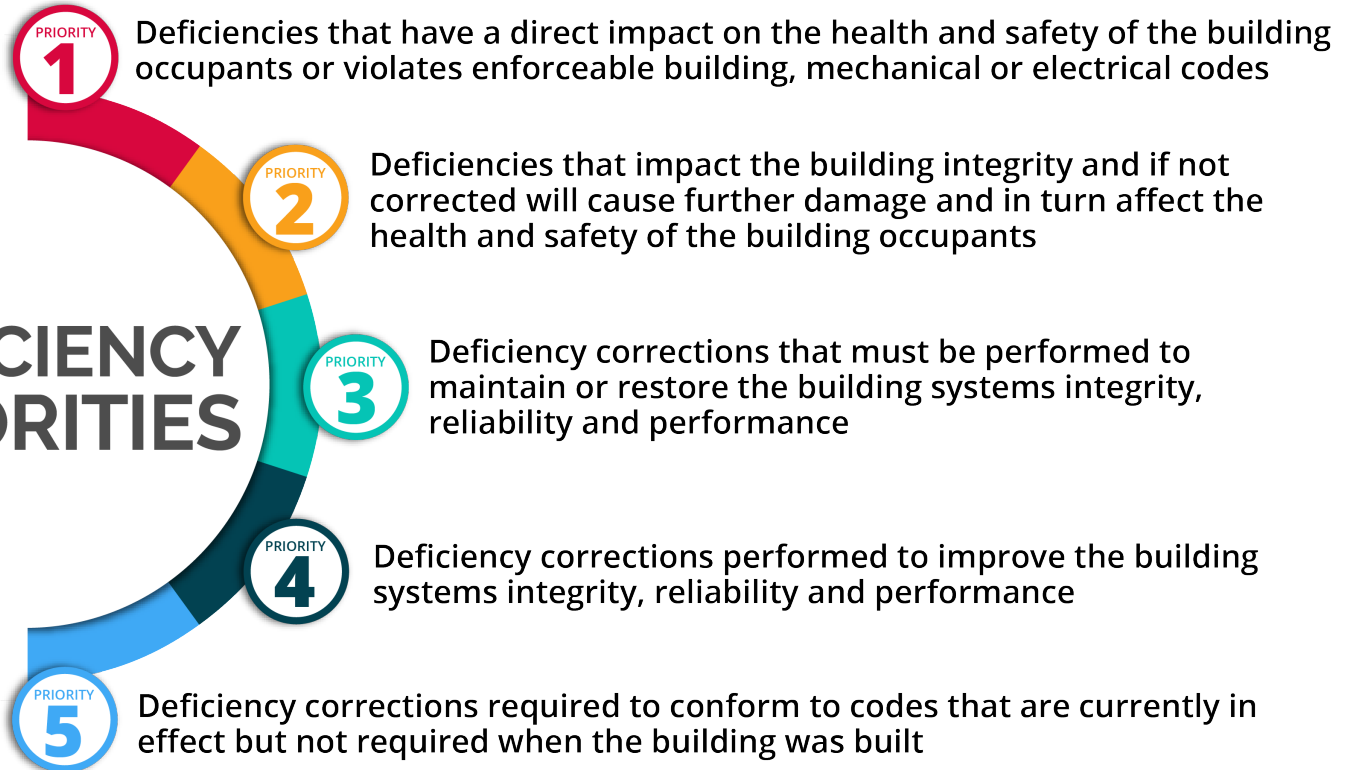 PRIORITY
1
Deficiencies that have a direct impact on the health and safety of the building
occupants or violates enforceable building, mechanical or electrical codes
PRIORITY
2
Deficiencies that impact the building integrity and if not
corrected will cause further damage and in turn affect the
health and safety of the building occupants
CIENCY
ORITIES
PRIORITY
3
Deficiency corrections that must be performed to
maintain or restore the building systems integrity,
reliability and performance
PRIORITY
4
Deficiency corrections performed to improve the building
systems integrity, reliability and performance
PRIORITY
5
Deficiency corrections required to conform to codes that are currently in
effect but not required when the building was built